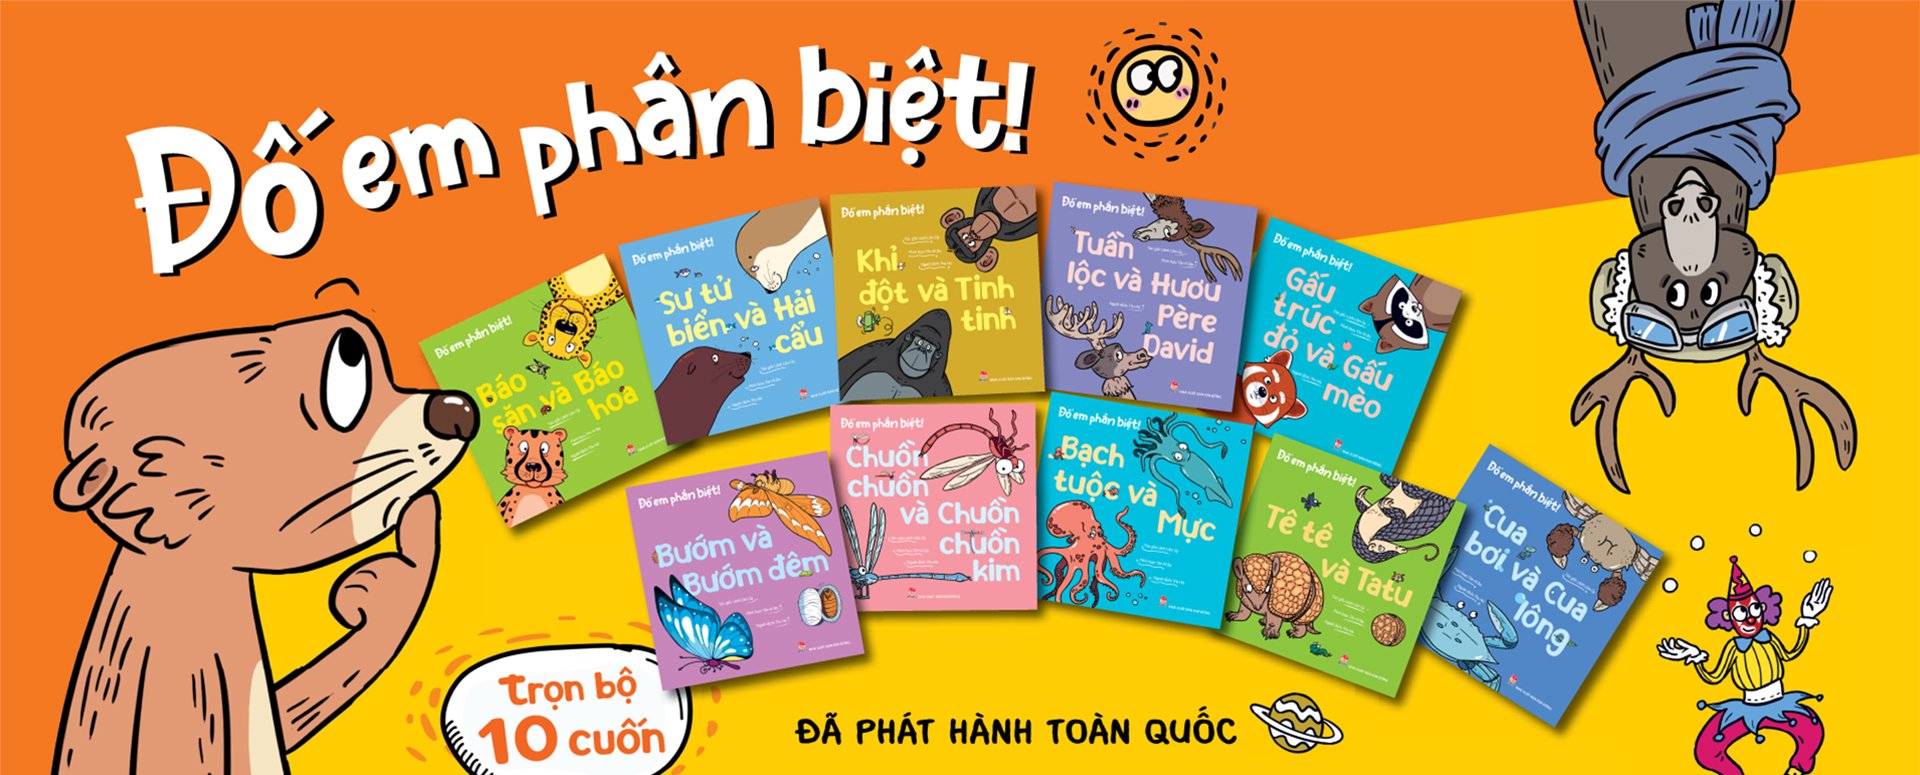 Đố em phân biệt!
Đố em phân biệt!
Báo
săn và Báo
hoa
Đố em phân biệt!
Sư tử
biển và Hải
cẩu
Đố em phân biệt!
Khỉ
đột và Tinh
tinh
Đố em phân biệt!
Tuần
lộc và Hươu
Père
David
Đố em phân biệt!
Gấu
trúc
đỏ và Gấu
mèo
Đố em phân biệt!
Bướm và
Bướm đêm
Đố em phân biệt!
Chuồn
chuồn
và Chuồn
chuồn
kim
Đố em phân biệt!
Bạch
tuộc và
Mực
Đố em phân biệt!
Tê tê
và Tatu
Đố em phân biệt!
Cua
bơi và Cua
lông
Trọn bộ
10 cuốn
ĐÃ PHÁT HÀNH TOÀN QUỐC